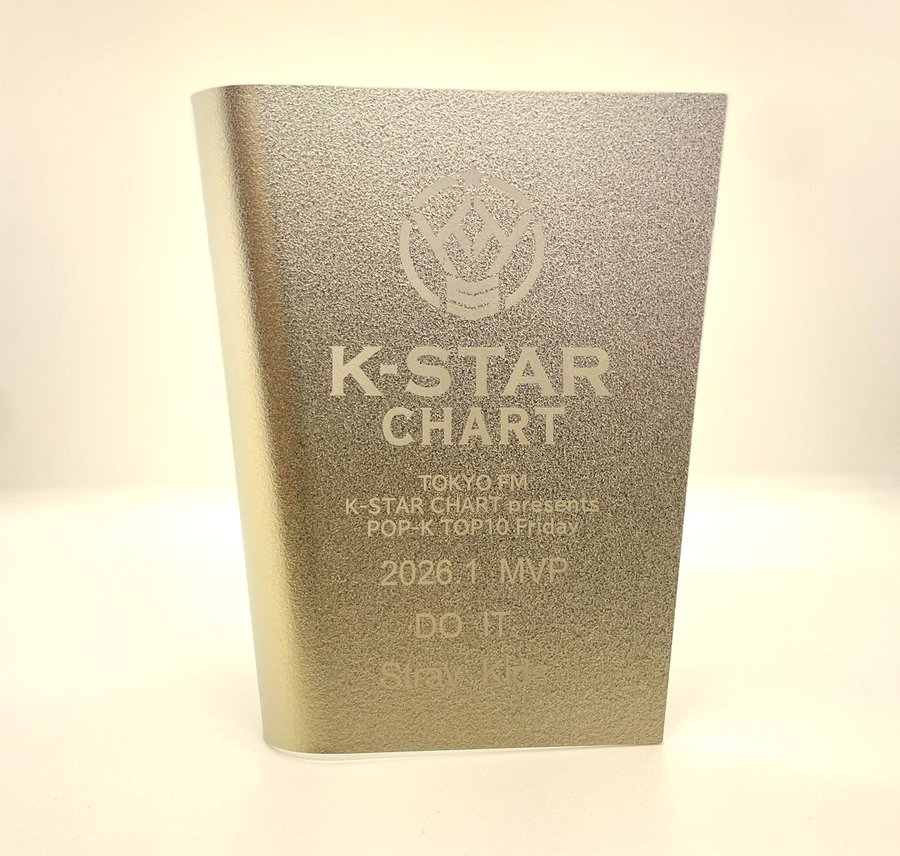 K-STAR
CHART
TOKYO FM
K-STAR CHART presents
POP-K TOP10 Friday
2026.1 MVP
DO IT
Stray Kids